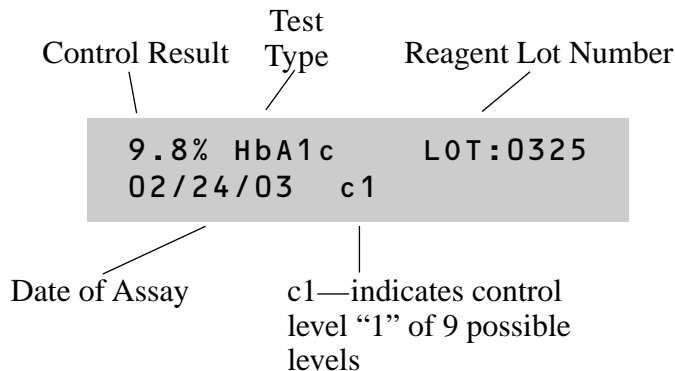 Test
Control Result Type Reagent Lot Number
9.8% HbA1c LOT:0325
02/24/03 c1
Date of Assay
c1—indicates control
level “1” of 9 possible
levels